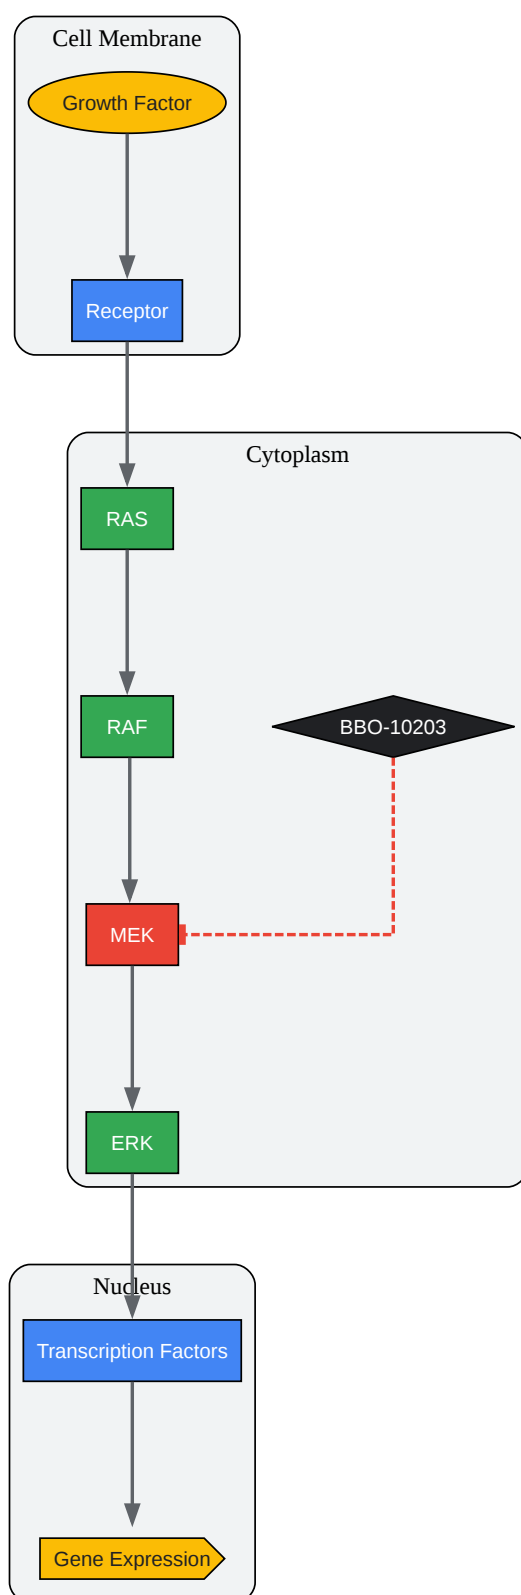 Cell Membrane
Growth Factor
Receptor
Cytoplasm
RAS
RAF
BBO-10203
MEK
ERK
Nucleus
Transcription Factors
Gene Expression